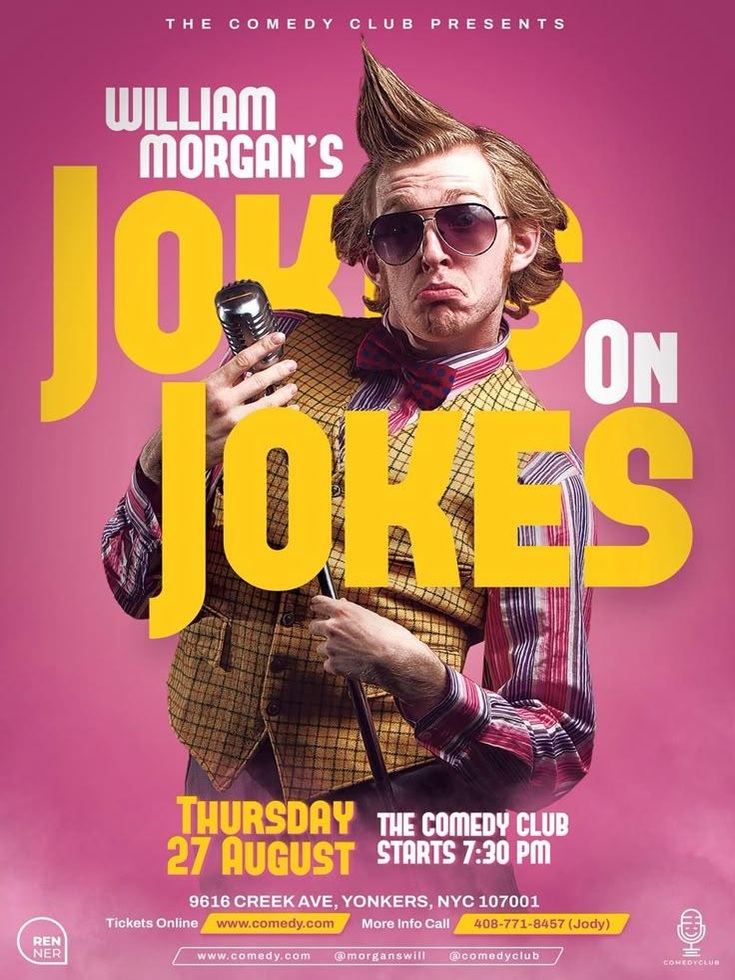 THE COMEDY CLUB PRESENTS
WILLIAM
MORGAN'S
JOKES
ON
JOKES
THURSDAY
27 AUGUST
THE COMEDY CLUB
STARTS 7:30 PM
9616 CREEK AVE, YONKERS, NYC 107001
Tickets Online www.comedy.com More Info Call 408-771-8457 (Jody)
www.comedy.com @morganswill @comedyclub
REN
NER
COMEDYCLUB